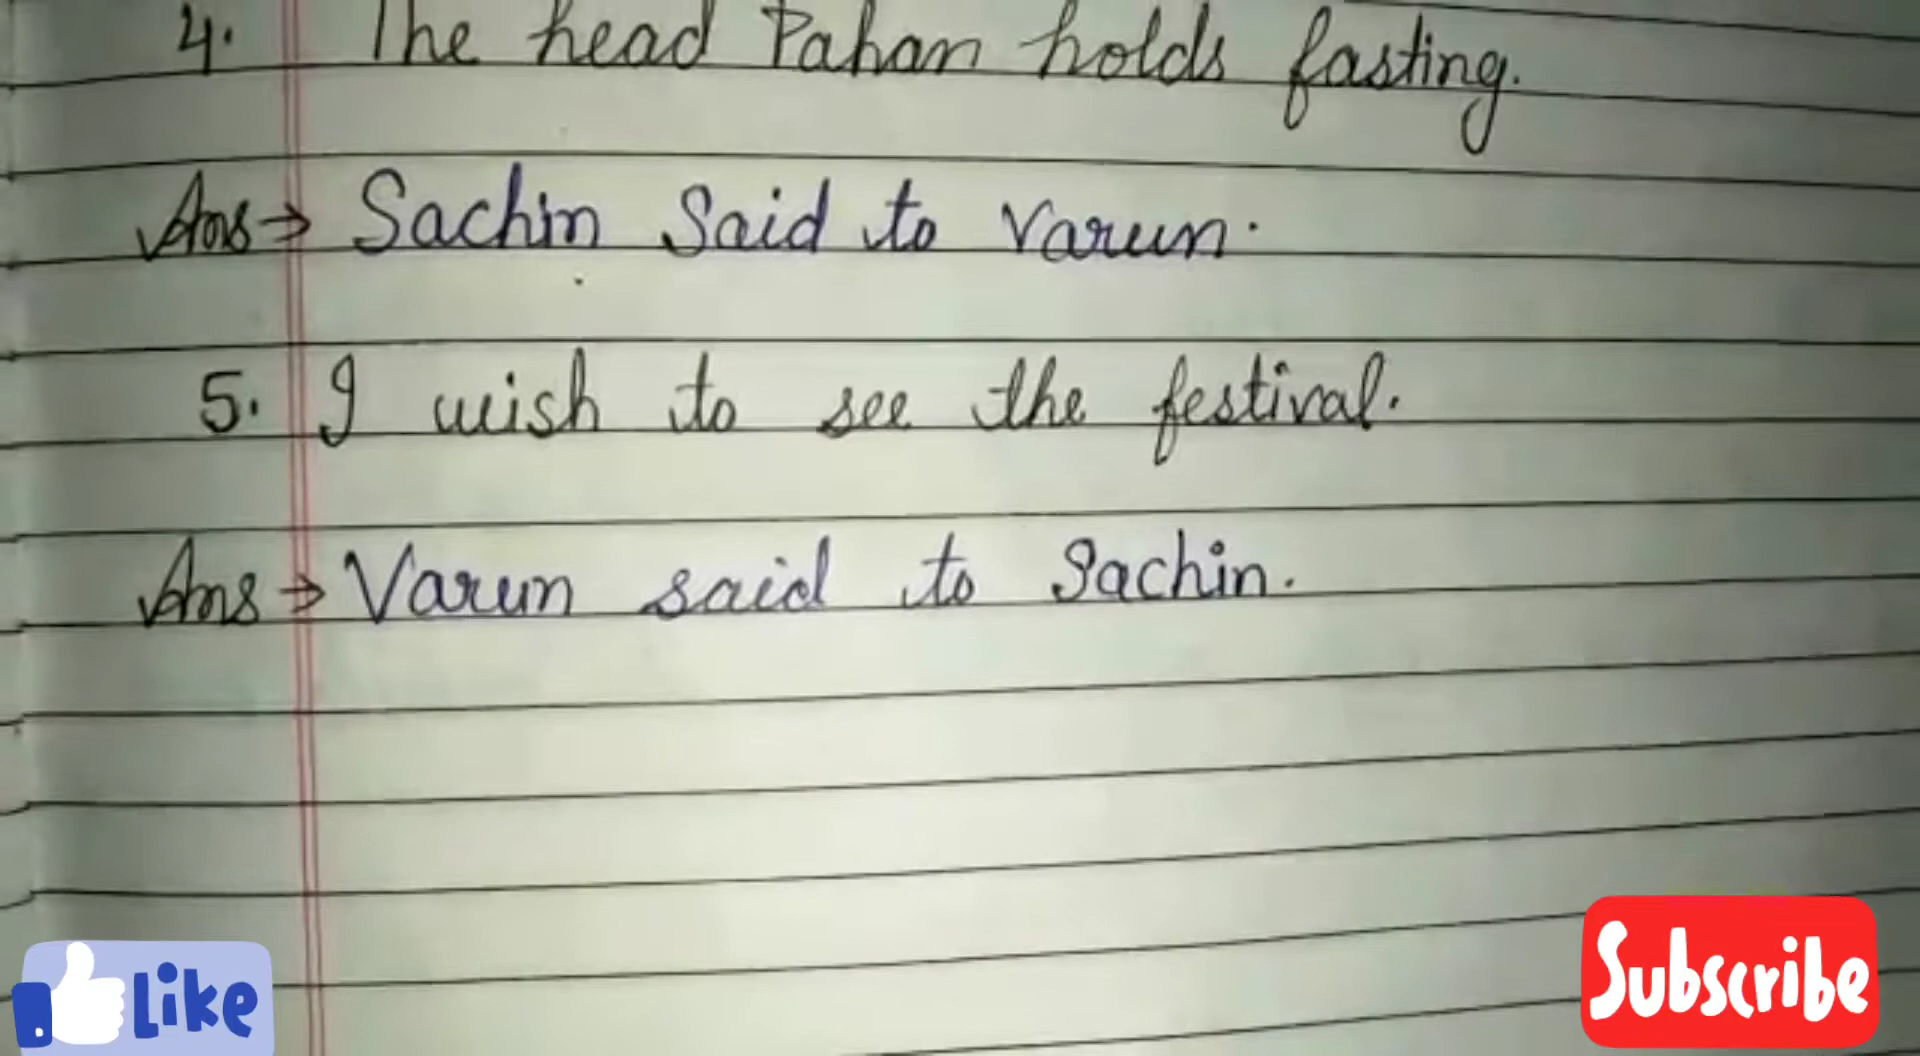 4. The head Pahan holds fasting.
Ans → Sachin Said to Varun.
5. I wish to see the festival.
Ans → Varun said to Sachin.
Like
Subscribe